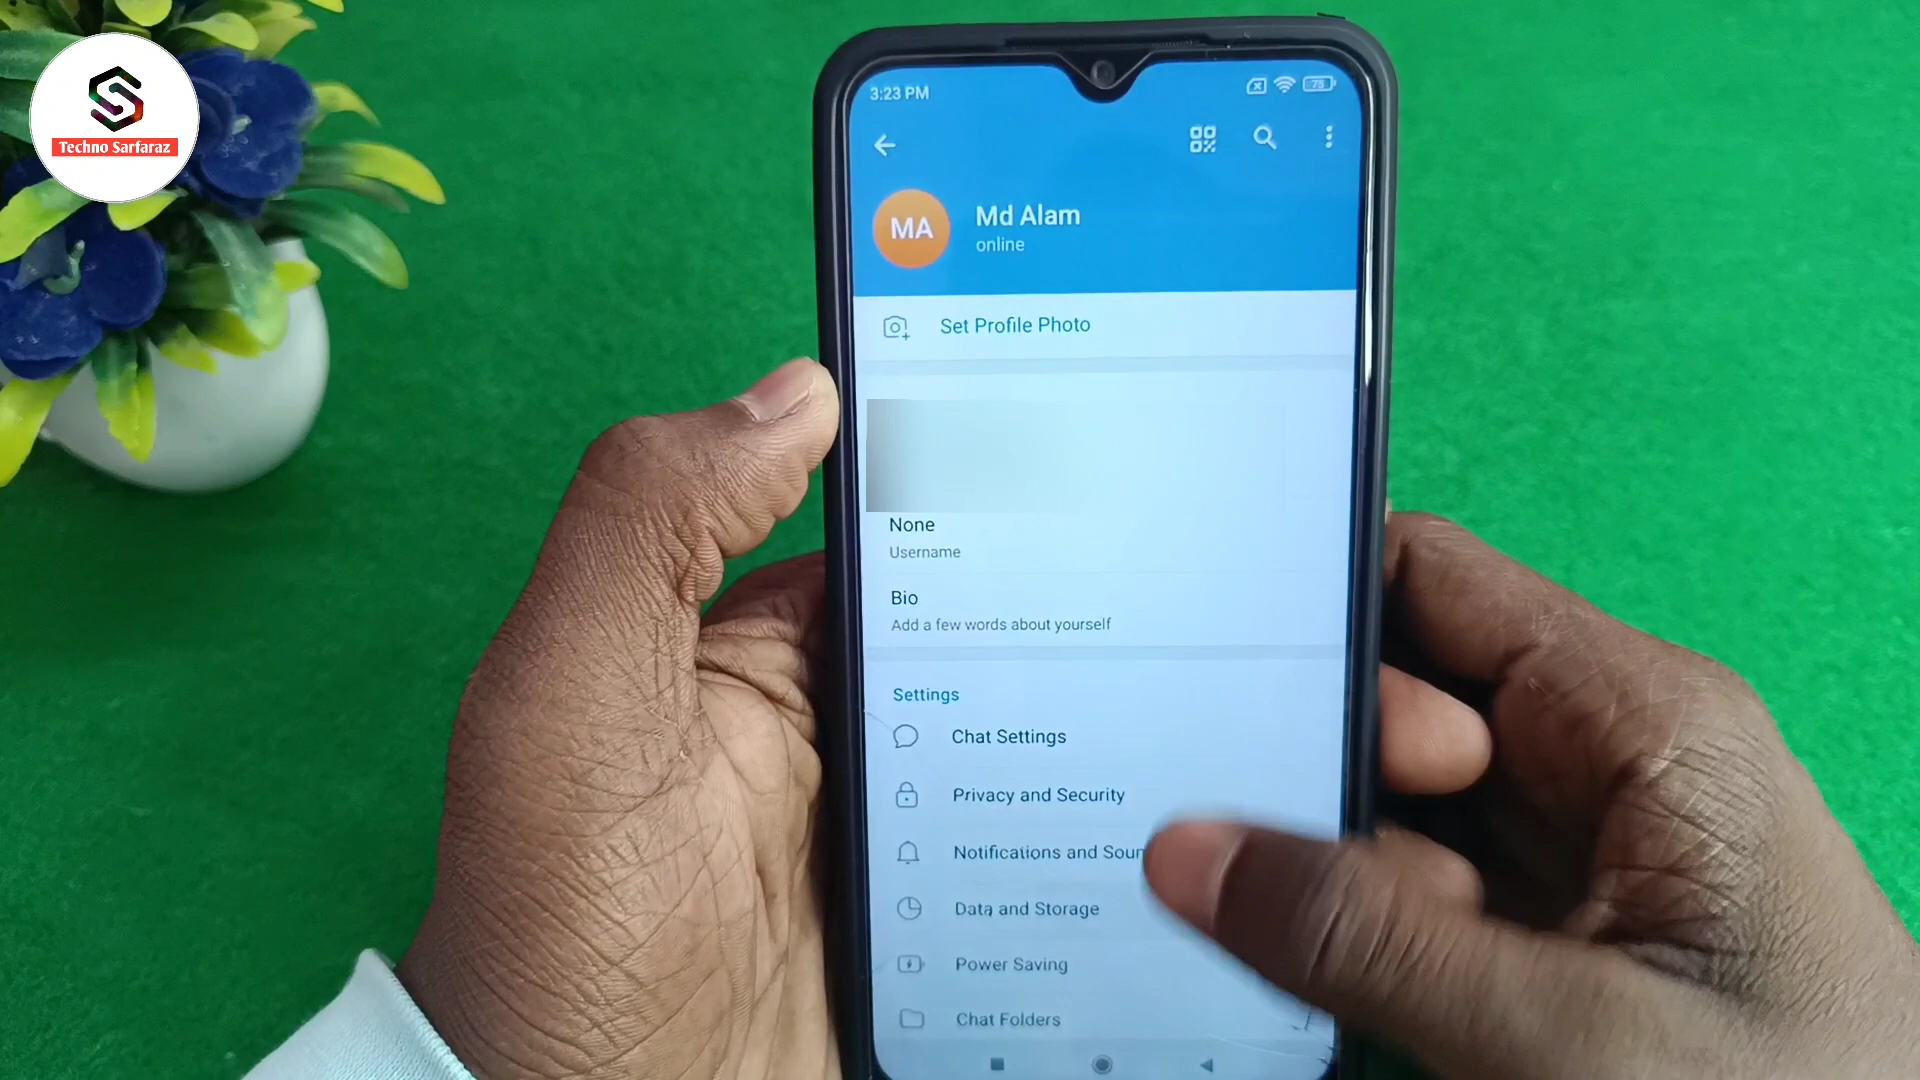 Techno Sarfaraz
3:23 PM
75
MA
Md Alam
online
Set Profile Photo
None
Username
Bio
Add a few words about yourself
Settings
Chat Settings
Privacy and Security
Notifications and Soun
Data and Storage
Power Saving
Chat Folders